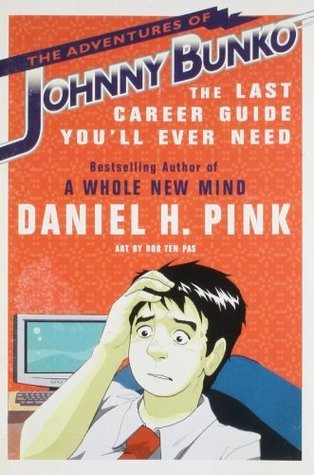 THE ADVENTURES OF
JOHNNY BUNKO
THE LAST
CAREER GUIDE
YOU'LL EVER NEED
Bestselling Author of
A WHOLE NEW MIND
DANIEL H. PINK
ART BY ROB TEN PAS